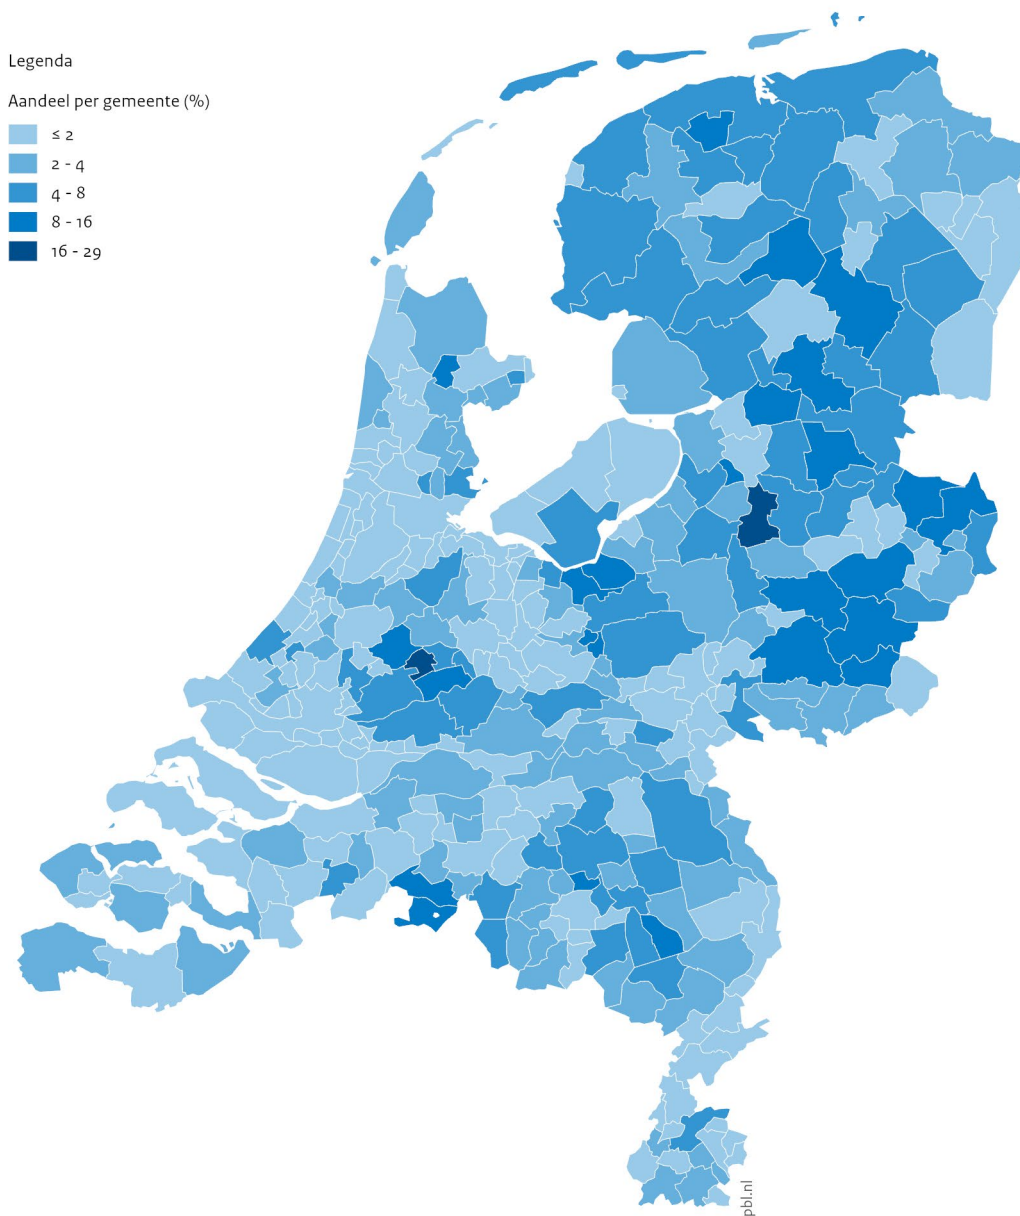 Legenda
Aandeel per gemeente (%)
≤ 2
2 - 4
4 - 8
8 - 16
16 - 29
pbl.nl